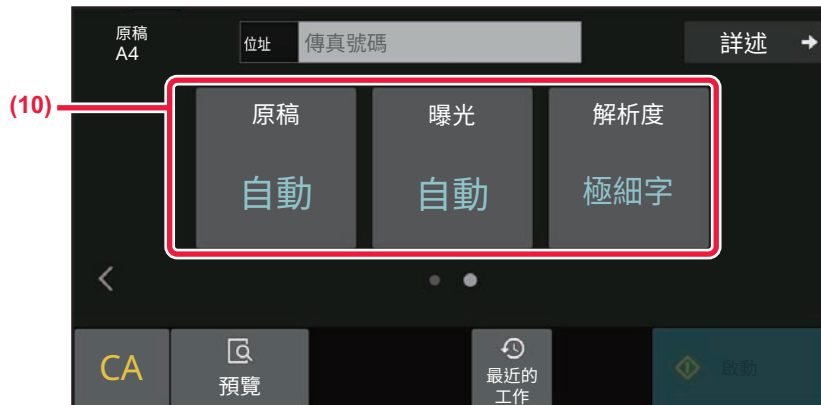 原稿
A4
位址
傳真號碼
詳述
(10)
原稿
曝光
解析度
自動
自動
極細字
CA
預覽
最近的
工作
啟動